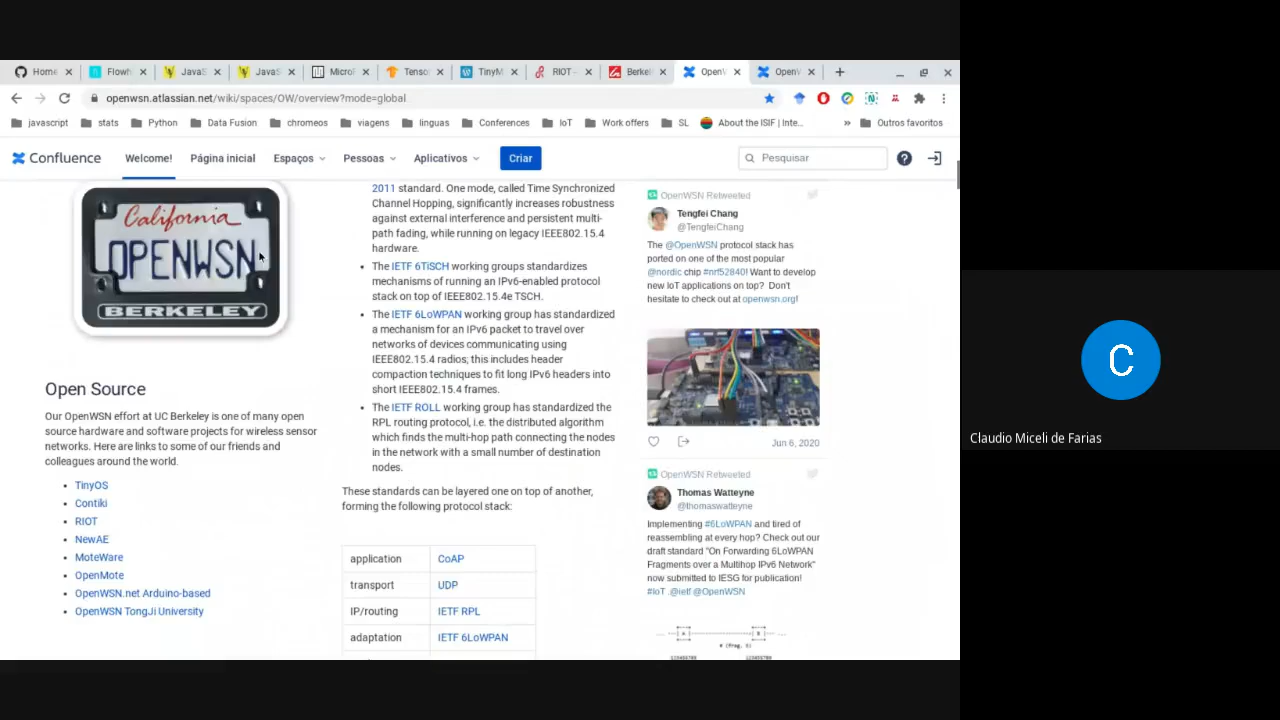 Home
Flowh
JavaS
JavaS
MicroF
Tenso
TinyM
RIOT –
Berkel
OpenV
OpenV
openwsn.atlassian.net/wiki/spaces/OW/overview?mode=global
javascript
stats
Python
Data Fusion
chromeos
viagens
linguas
Conferences
IoT
Work offers
SL
About the ISIF | Inte...
»
Outros favoritos
Confluence
Welcome!
Página inicial
Espaços
Pessoas
Aplicativos
Criar
Pesquisar
California
OPENWSN
BERKELEY
Open Source
Our OpenWSN effort at UC Berkeley is one of many open
source hardware and software projects for wireless sensor
networks. Here are links to some of our friends and
colleagues around the world.
TinyOS
Contiki
RIOT
NewAE
MoteWare
OpenMote
OpenWSN.net Arduino-based
OpenWSN TongJi University
2011 standard. One mode, called Time Synchronized
Channel Hopping, significantly increases robustness
against external interference and persistent multi-
path fading, while running on legacy IEEE802.15.4
hardware.
The IETF 6TiSCH working groups standardizes
mechanisms of running an IPv6-enabled protocol
stack on top of IEEE802.15.4e TSCH.
The IETF 6LoWPAN working group has standardized
a mechanism for an IPv6 packet to travel over
networks of devices communicating using
IEEE802.15.4 radios; this includes header
compaction techniques to fit long IPv6 headers into
short IEEE802.15.4 frames.
The IETF ROLL working group has standardized the
RPL routing protocol, i.e. the distributed algorithm
which finds the multi-hop path connecting the nodes
in the network with a small number of destination
nodes.
These standards can be layered one on top of another,
forming the following protocol stack:
application CoAP
transport UDP
IP/routing IETF RPL
adaptation IETF 6LoWPAN
OpenWSN Retweeted
Tengfei Chang
@TengfeiChang
The @OpenWSN protocol stack has
ported on one of the most popular
@nordic chip #nrf52840! Want to develop
new IoT applications on top? Don't
hesitate to check out at openwsn.org!
Jun 6, 2020
OpenWSN Retweeted
Thomas Watteyne
@thomaswatteyne
Implementing #6LoWPAN and tired of
reassembling at every hop? Check out our
draft standard "On Forwarding 6LoWPAN
Fragments over a Multihop IPv6 Network"
now submitted to IESG for publication!
#IoT .@ietf @OpenWSN
C
Claudio Miceli de Farias